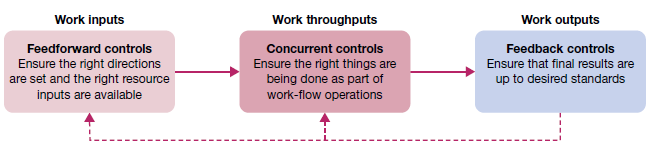 Work inputs
Work throughputs
Work outputs
Feedforward controls
Ensure the right directions
are set and the right resource
inputs are available
Concurrent controls
Ensure the right things are
being done as part of
work-flow operations
Feedback controls
Ensure that final results are
up to desired standards